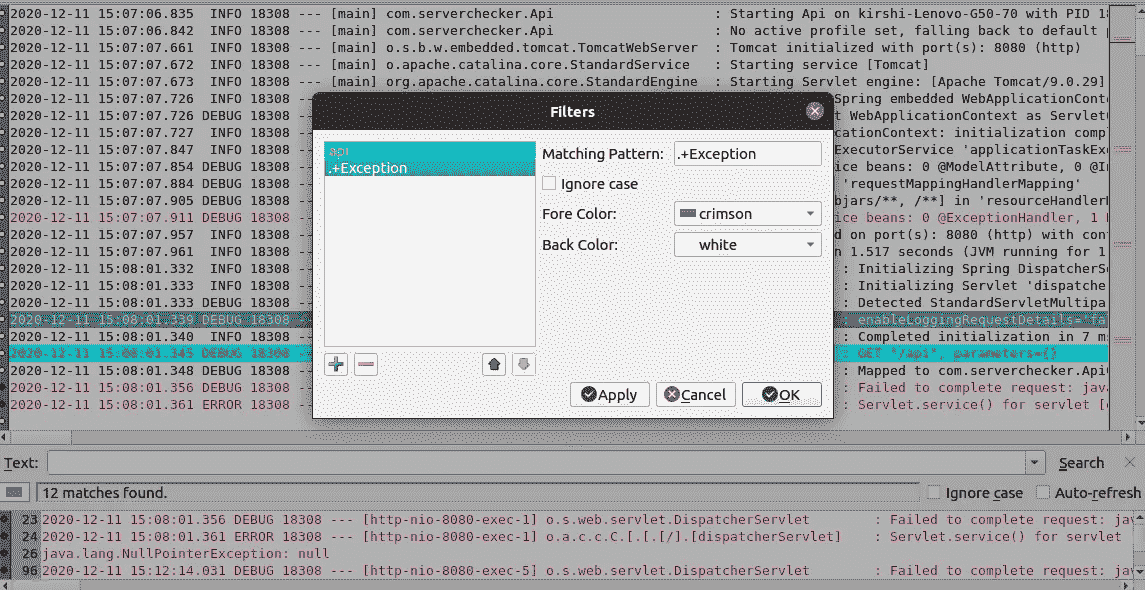 2020-12-11 15:07:06.835  INFO 18308 --- [main] com.serverchecker.Api                    : Starting Api on kirshi-Lenovo-G50-70 with PID 18
2020-12-11 15:07:06.842  INFO 18308 --- [main] com.serverchecker.Api                    : No active profile set, falling back to default
2020-12-11 15:07:07.661  INFO 18308 --- [main] o.s.b.w.embedded.tomcat.TomcatWebServer  : Tomcat initialized with port(s): 8080 (http)
2020-12-11 15:07:07.672  INFO 18308 --- [main] o.apache.catalina.core.StandardService   : Starting service [Tomcat]
2020-12-11 15:07:07.673  INFO 18308 --- [main] org.apache.catalina.core.StandardEngine  : Starting Servlet engine: [Apache Tomcat/9.0.29]
2020-12-11 15:07:07.726  INFO 18308 --- Spring embedded WebApplicationConte
2020-12-11 15:07:07.726 DEBUG 18308 --- t WebApplicationContext as Servlet
2020-12-11 15:07:07.727  INFO 18308 --- cationContext: initialization comp
2020-12-11 15:07:07.847  INFO 18308 --- ExecutorService 'applicationTaskEx
2020-12-11 15:07:07.854 DEBUG 18308 --- ice beans: 0 @ModelAttribute, 0 @I
2020-12-11 15:07:07.884 DEBUG 18308 --- 'requestMappingHandlerMapping'
2020-12-11 15:07:07.905 DEBUG 18308 --- bjars/**, /**] in 'resourceHandler
2020-12-11 15:07:07.911 DEBUG 18308 --- ice beans: 0 @ExceptionHandler, 1
2020-12-11 15:07:07.957  INFO 18308 --- d on port(s): 8080 (http) with cont
2020-12-11 15:07:07.961  INFO 18308 --- n 1.517 seconds (JVM running for 1
2020-12-11 15:08:01.332  INFO 18308 --- : Initializing Spring DispatcherS
2020-12-11 15:08:01.333  INFO 18308 --- : Initializing Servlet 'dispatche
2020-12-11 15:08:01.333 DEBUG 18308 --- : Detected StandardServletMultipa
2020-12-11 15:08:01.339 DEBUG 18308 -- : enableLoggingRequestDetails='fa
2020-12-11 15:08:01.340  INFO 18308 --- : Completed initialization in 7 m
2020-12-11 15:08:01.345 DEBUG 18308 -- : GET "/api", parameters={}
2020-12-11 15:08:01.348 DEBUG 18308 --- : Mapped to com.serverchecker.Api
2020-12-11 15:08:01.356 DEBUG 18308 --- : Failed to complete request: jav
2020-12-11 15:08:01.361 ERROR 18308 --- : Servlet.service() for servlet [
Filters
api
.+Exception
Matching Pattern: .+Exception
Ignore case
Fore Color: crimson
Back Color: white
Apply Cancel OK
Text: Search
12 matches found. Ignore case Auto-refresh
23 2020-12-11 15:08:01.356 DEBUG 18308 --- [http-nio-8080-exec-1] o.s.web.servlet.DispatcherServlet        : Failed to complete request: jav
24 2020-12-11 15:08:01.361 ERROR 18308 --- [http-nio-8080-exec-1] o.a.c.c.C.[.[.[/].[dispatcherServlet]    : Servlet.service() for servlet
26 java.lang.NullPointerException: null
96 2020-12-11 15:12:14.031 DEBUG 18308 --- [http-nio-8080-exec-5] o.s.web.servlet.DispatcherServlet        : Failed to complete request: jav